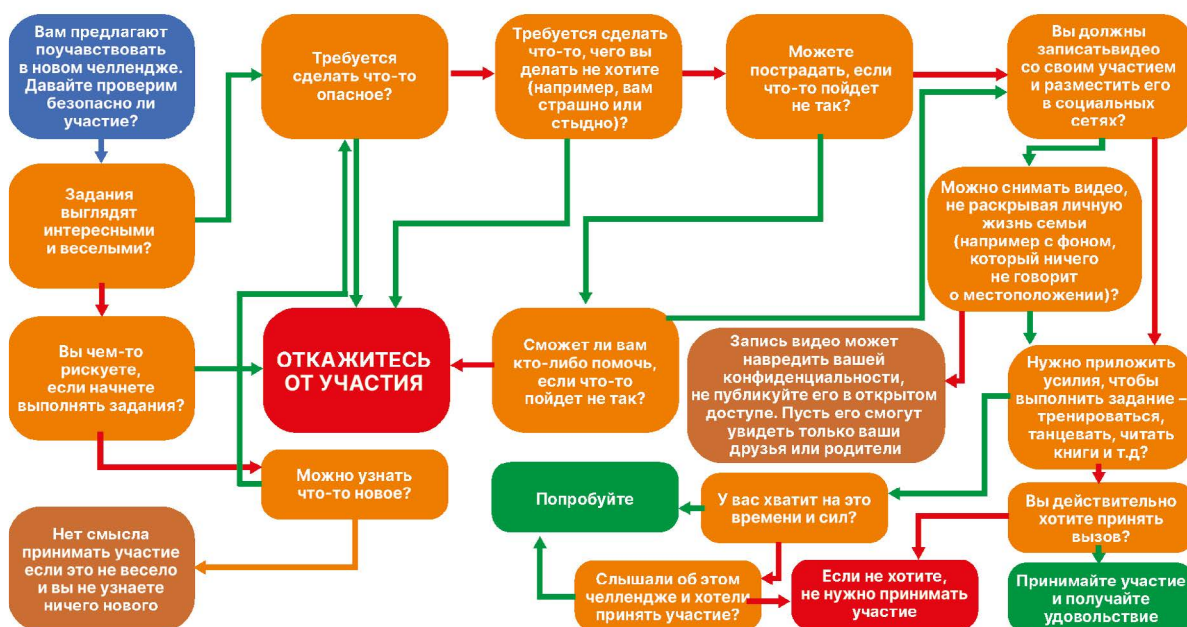 Вам предлагают
поучавствовать
в новом челлендже.
Давайте проверим
безопасно ли
участие?
Требуется
сделать что-то
опасное?
Требуется сделать
что-то, чего вы
делать не хотите
(например, вам
страшно или
стыдно)?
Можете
пострадать, если
что-то пойдет
не так?
Вы должны
записатьвидео
со своим участием
и разместить его
в социальных
сетях?
Задания
выглядят
интересными
и веселыми?
Можно снимать видео,
не раскрывая личную
жизнь семьи
(например с фоном,
который ничего
не говорит
о местоположении)?
Вы чем-то
рискуете,
если начнете
выполнять задания?
ОТКАЖИТЕСЬ
ОТ УЧАСТИЯ
Сможет ли вам
кто-либо помочь,
если что-то
пойдет не так?
Запись видео может
навредить вашей
конфиденциальности,
не публикуйте его в открытом
доступе. Пусть его смогут
увидеть только ваши
друзья или родители
Нужно приложить
усилия, чтобы
выполнить задание –
тренироваться,
танцевать, читать
книги и т.д?
Можно узнать
что-то новое?
Попробуйте
У вас хватит на это
времени и сил?
Вы действительно
хотите принять
вызов?
Нет смысла
принимать участие
если это не весело
и вы не узнаете
ничего нового
Слышали об этом
челлендже и хотели
принять участие?
Если не хотите,
не нужно принимать
участие
Принимайте участие
и получайте
удовольствие